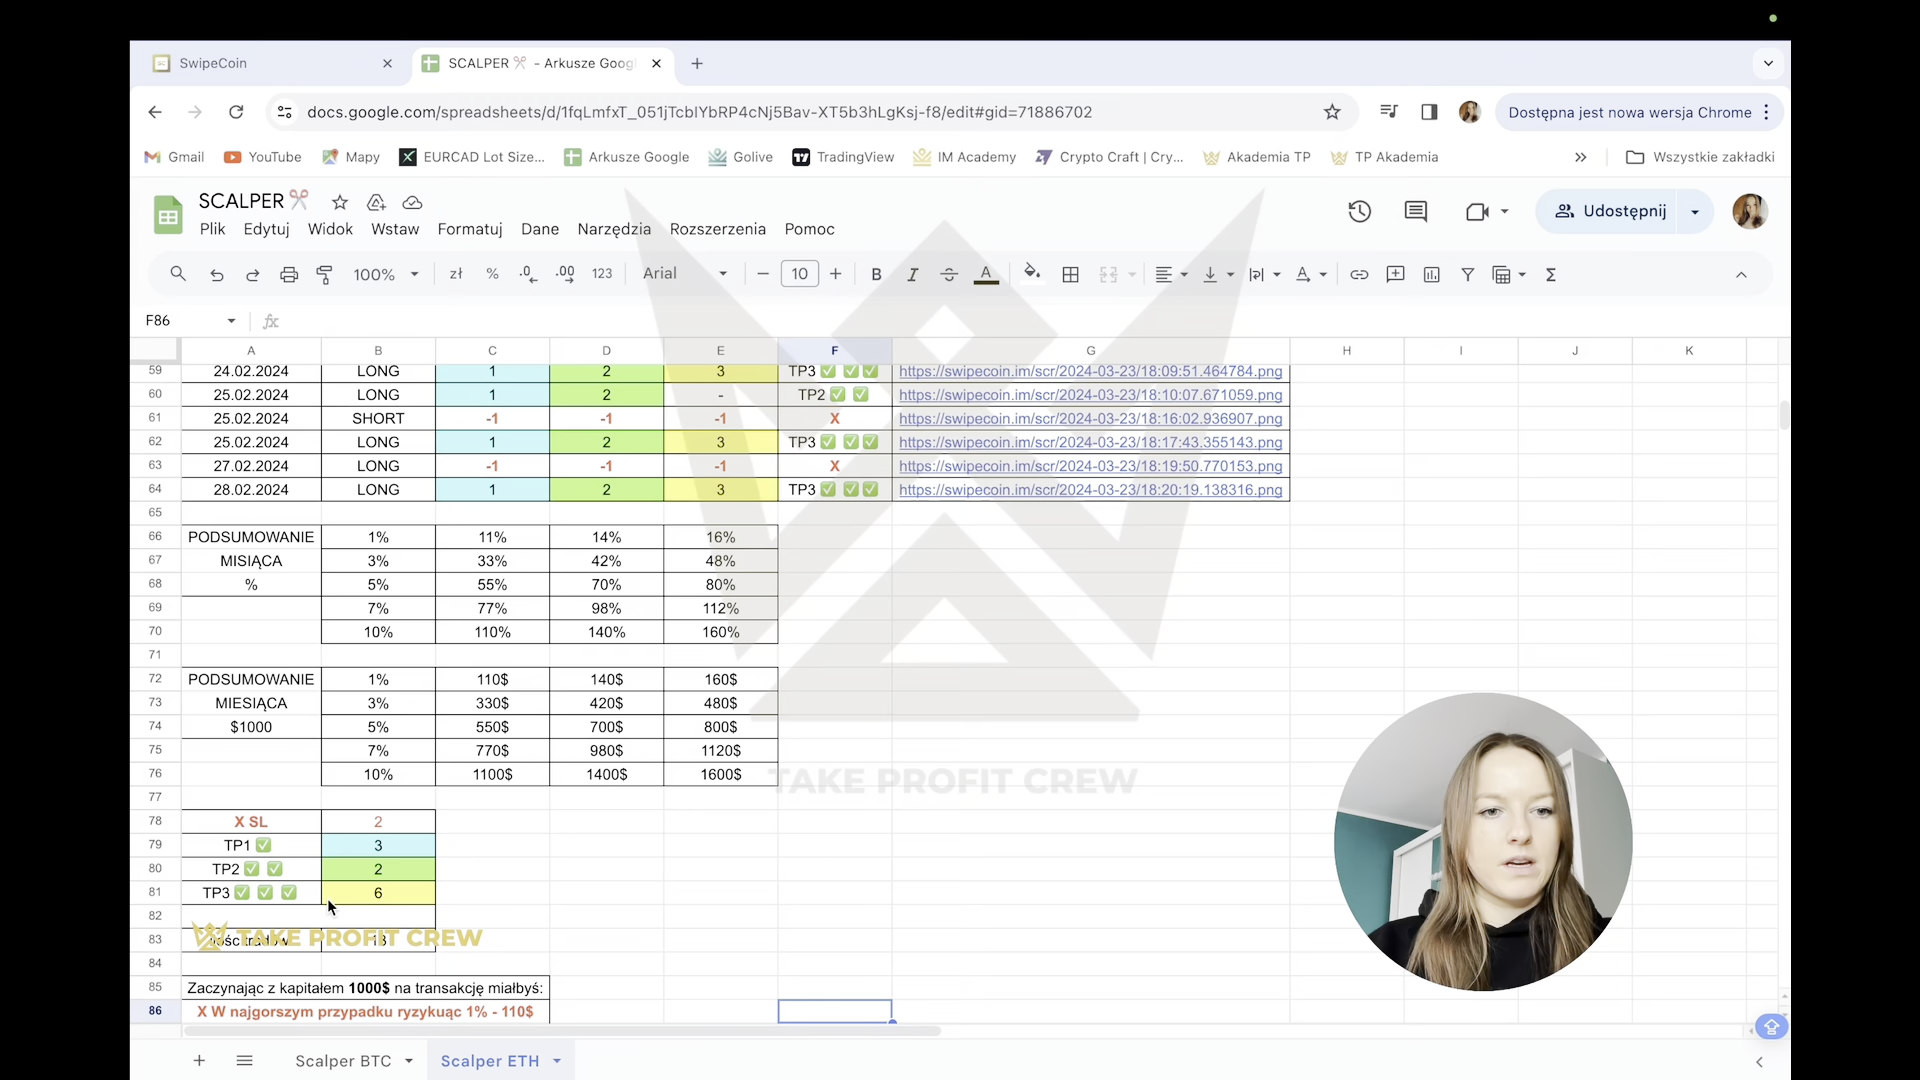 SwipeCoin
SCALPER - Arkusze Goog
docs.google.com/spreadsheets/d/1fqLmfxT_051jTcblYbRP4cNj5Bav-XT5b3hLgKsj-f8/edit#gid=71886702
Dostępna jest nowa wersja Chrome
Gmail YouTube Mapy EURCAD Lot Size... Arkusze Google Golive TradingView IM Academy Crypto Craft | Cry... Akademia TP TP Akademia
Wszystkie zakładki
SCALPER
Plik Edytuj Widok Wstaw Formatuj Dane Narzędzia Rozszerzenia Pomoc
Udostępnij
100% zł % .0 .00 123 Arial 10 B I A
F86 fx
A B C D E F G H I J K
59 24.02.2024 LONG 1 2 3 TP3 ✅ ✅✅ https://swipecoin.im/scr/2024-03-23/18:09:51.464784.png
60 25.02.2024 LONG 1 2 - TP2 ✅ ✅ https://swipecoin.im/scr/2024-03-23/18:10:07.671059.png
61 25.02.2024 SHORT -1 -1 -1 X https://swipecoin.im/scr/2024-03-23/18:16:02.936907.png
62 25.02.2024 LONG 1 2 3 TP3 ✅ ✅✅ https://swipecoin.im/scr/2024-03-23/18:17:43.355143.png
63 27.02.2024 LONG -1 -1 -1 X https://swipecoin.im/scr/2024-03-23/18:19:50.770153.png
64 28.02.2024 LONG 1 2 3 TP3 ✅ ✅✅ https://swipecoin.im/scr/2024-03-23/18:20:19.138316.png
65
66 PODSUMOWANIE 1% 11% 14% 16%
67 MISIĄCA 3% 33% 42% 48%
68 % 5% 55% 70% 80%
69 7% 77% 98% 112%
70 10% 110% 140% 160%
71
72 PODSUMOWANIE 1% 110$ 140$ 160$
73 MIESIĄCA 3% 330$ 420$ 480$
74 $1000 5% 550$ 700$ 800$
75 7% 770$ 980$ 1120$
76 10% 1100$ 1400$ 1600$
TAKE PROFIT CREW
77
78 X SL 2
79 TP1 ✅ 3
80 TP2 ✅ ✅ 2
81 TP3 ✅ ✅ ✅ 6
82
83 13
TAKE PROFIT CREW
84
85 Zaczynając z kapitałem 1000$ na transakcję miałbyś:
86 X W najgorszym przypadku ryzykując 1% - 110$
Scalper BTC Scalper ETH